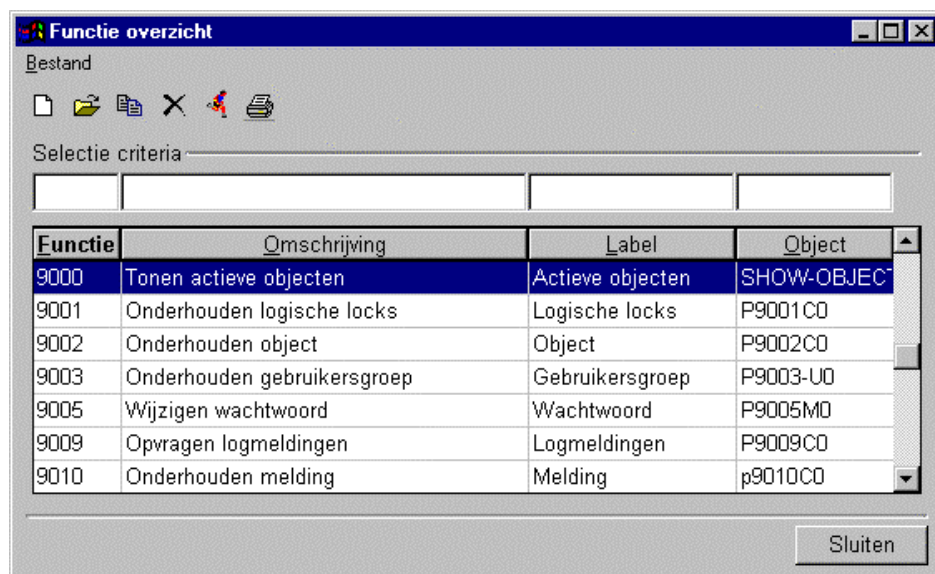 Functie overzicht
Bestand
Selectie criteria
Functie Omschrijving Label Object
9000 Tonen actieve objecten Actieve objecten SHOW-OBJECT
9001 Onderhouden logische locks Logische locks P9001C0
9002 Onderhouden object Object P9002C0
9003 Onderhouden gebruikersgroep Gebruikersgroep P9003-U0
9005 Wijzigen wachtwoord Wachtwoord P9005M0
9009 Opvragen logmeldingen Logmeldingen P9009C0
9010 Onderhouden melding Melding p9010C0
Sluiten